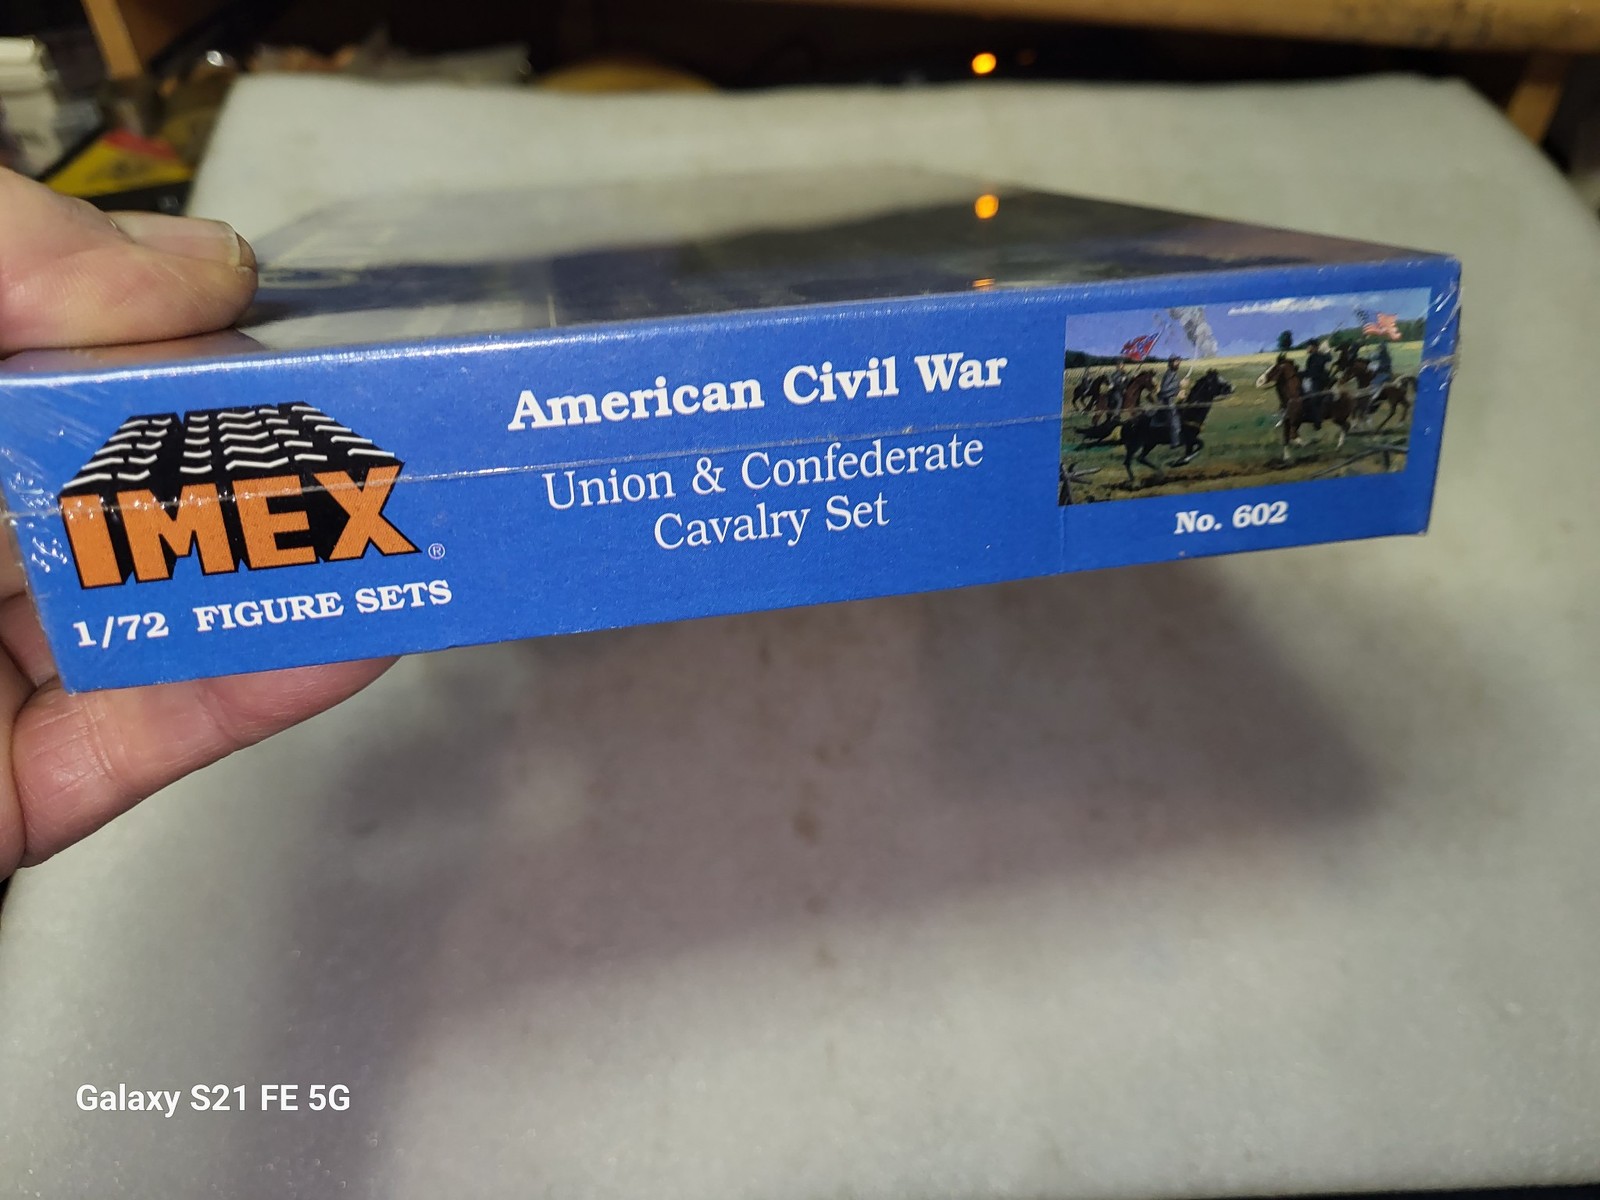 IMEX®
1/72 FIGURE SETS
American Civil War
Union & Confederate
Cavalry Set
No. 602
Galaxy S21 FE 5G